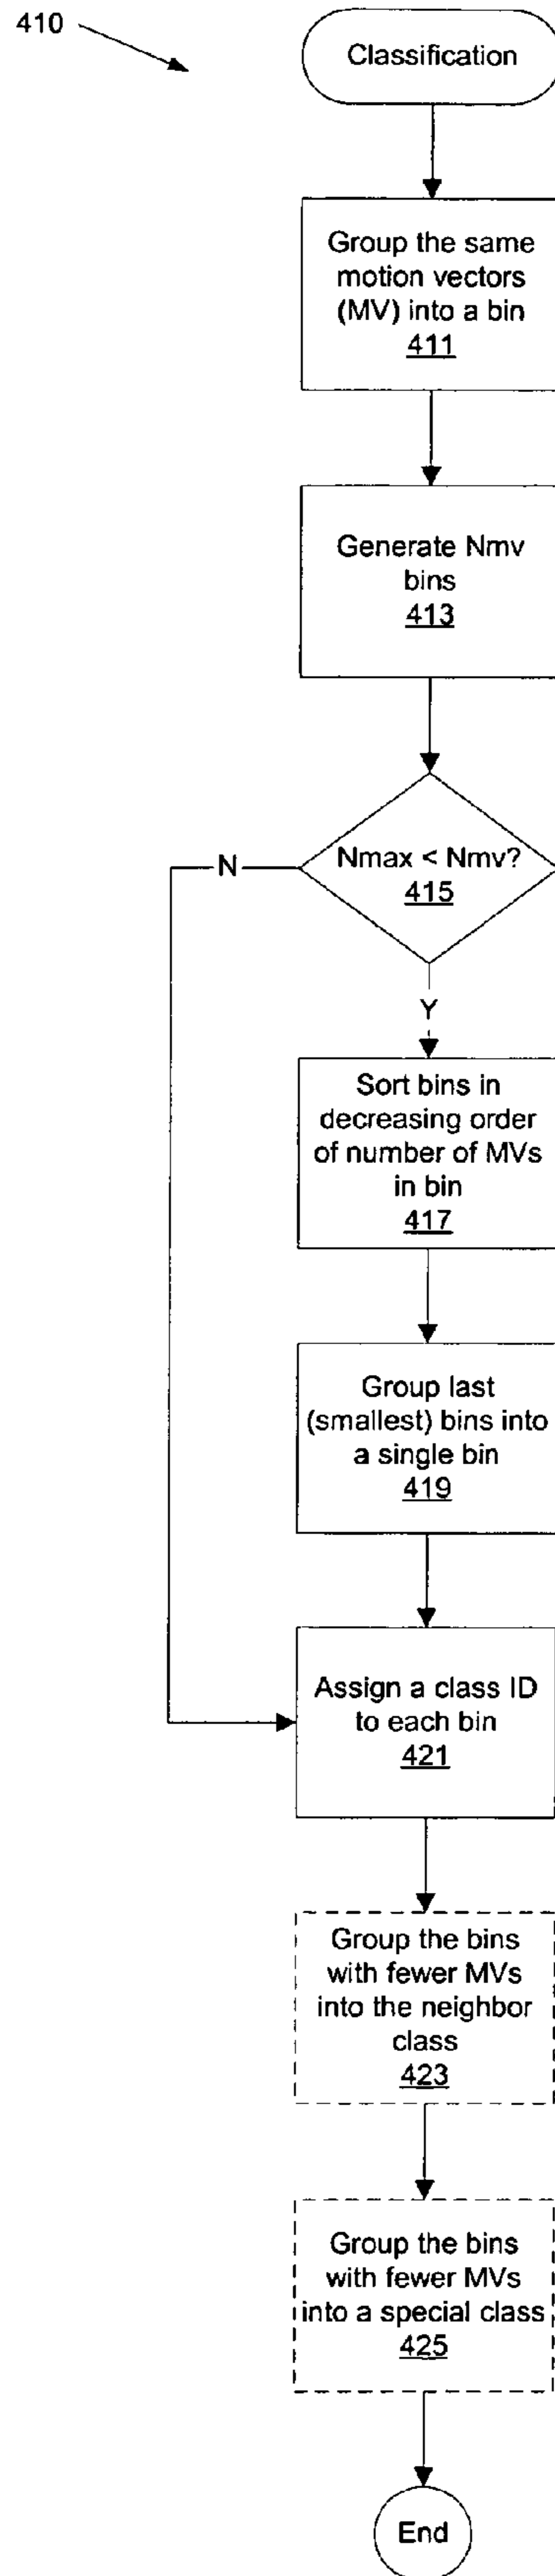 410
Classification
Group the same
motion vectors
(MV) into a bin
411
Generate Nmv
bins
413
Nmax < Nmv?
415
N
Y
Sort bins in
decreasing order
of number of MVs
in bin
417
Group last
(smallest) bins into
a single bin
419
Assign a class ID
to each bin
421
Group the bins
with fewer MVs
into the neighbor
class
423
Group the bins
with fewer MVs
into a special class
425
End